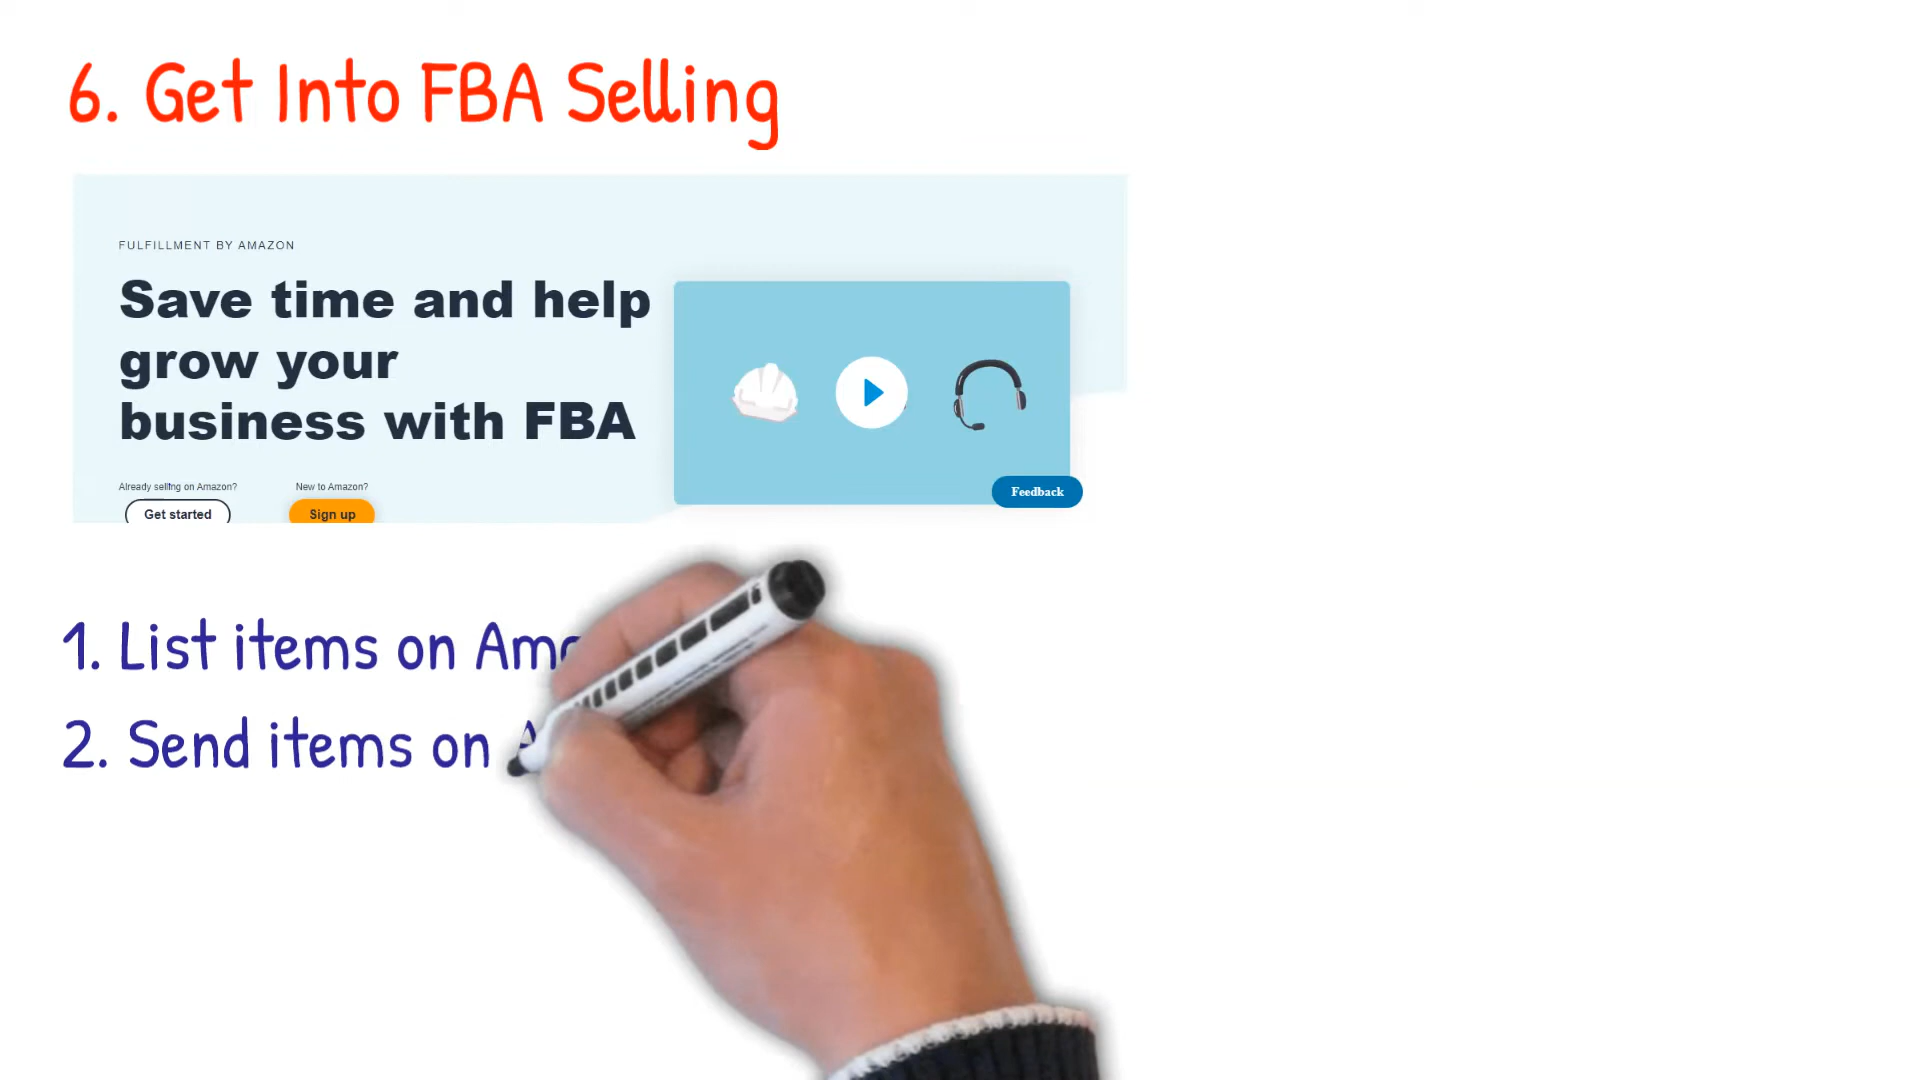 6. Get Into FBA Selling
FULFILLMENT BY AMAZON
Save time and help
grow your
business with FBA
Already selling on Amazon?
New to Amazon?
Get started
Sign up
Feedback
1. List items on
2. Send items on